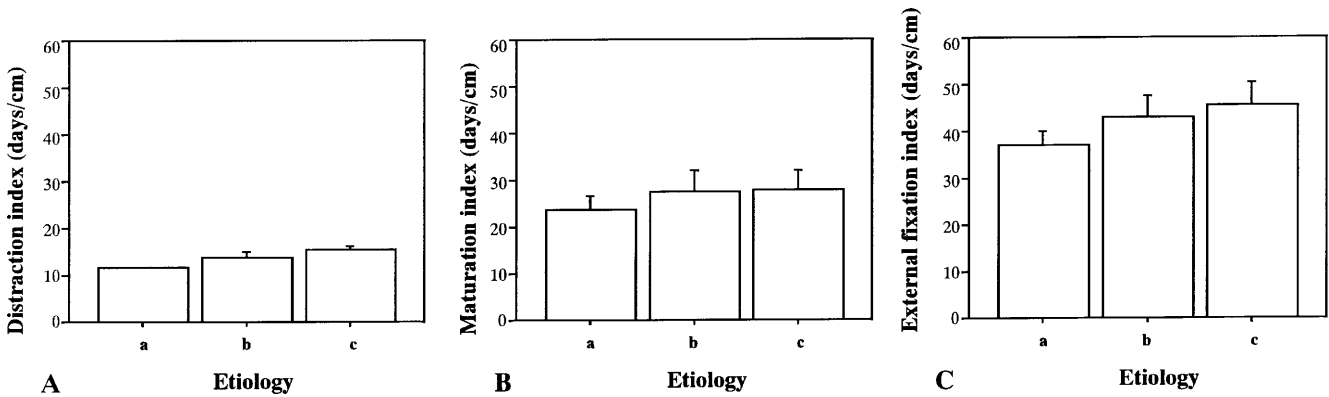 Distraction index (days/cm)
60
50
40
30
20
10
0
a b c
Etiology
A
Maturation index (days/cm)
60
50
40
30
20
10
0
a b c
Etiology
B
External fixation index (days/cm)
60
50
40
30
20
10
0
a b c
Etiology
C